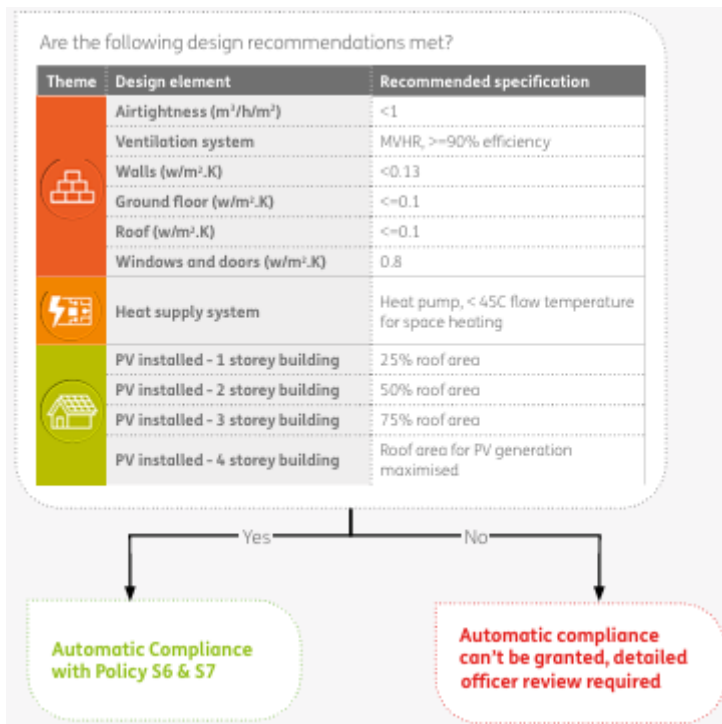 Are the following design recommendations met?
Theme Design element Recommended specification
Airtightness (m³/h/m²) <1
Ventilation system MVHR, >=90% efficiency
Walls (w/m².K) <0.13
Ground floor (w/m².K) <=0.1
Roof (w/m².K) <=0.1
Windows and doors (w/m².K) 0.8
Heat supply system Heat pump, < 45C flow temperature
for space heating
PV installed - 1 storey building 25% roof area
PV installed - 2 storey building 50% roof area
PV installed - 3 storey building 75% roof area
PV installed - 4 storey building Roof area for PV generation
maximised
Yes No
Automatic Compliance
with Policy S6 & S7
Automatic compliance
can't be granted, detailed
officer review required